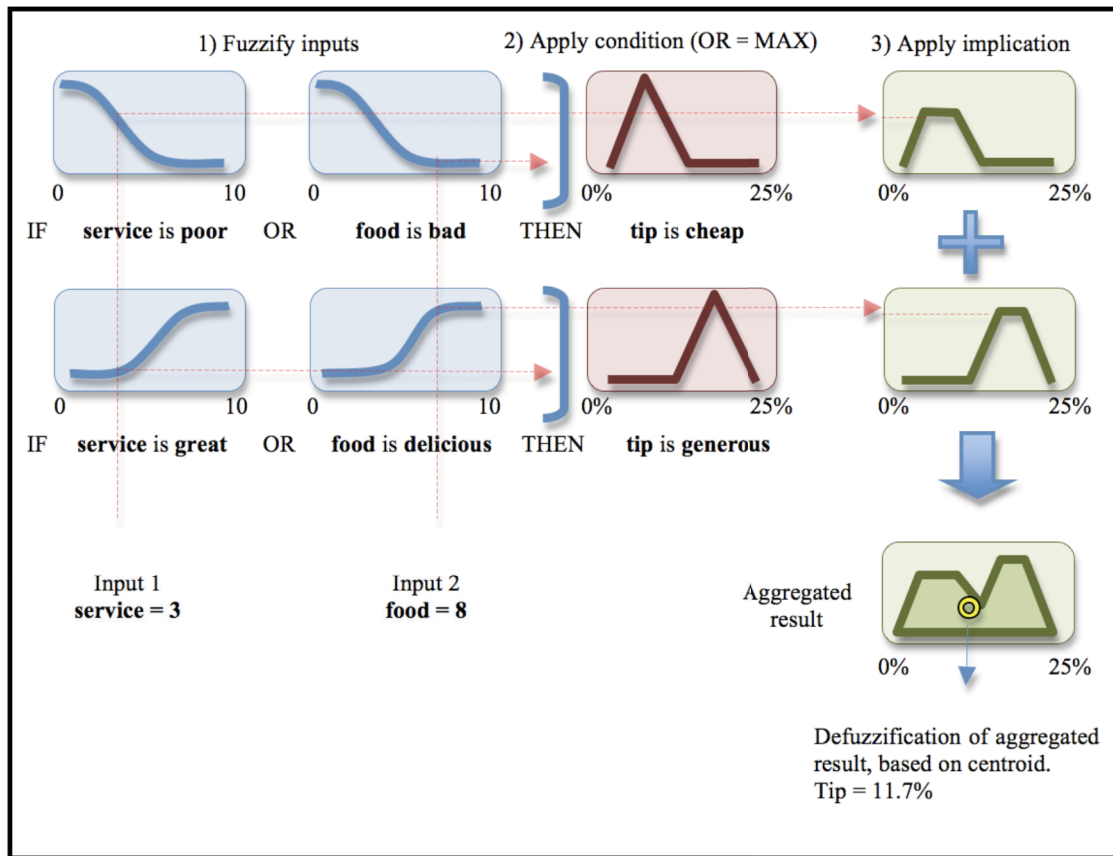 1) Fuzzify inputs 2) Apply condition (OR = MAX) 3) Apply implication
0 10 0 10 0% 25% 0% 25%
IF service is poor OR food is bad THEN tip is cheap
0 10 0 10 0% 25% 0% 25%
IF service is great OR food is delicious THEN tip is generous
Input 1
service = 3
Input 2
food = 8
Aggregated
result
0% 25%
Defuzzification of aggregated
result, based on centroid.
Tip = 11.7%